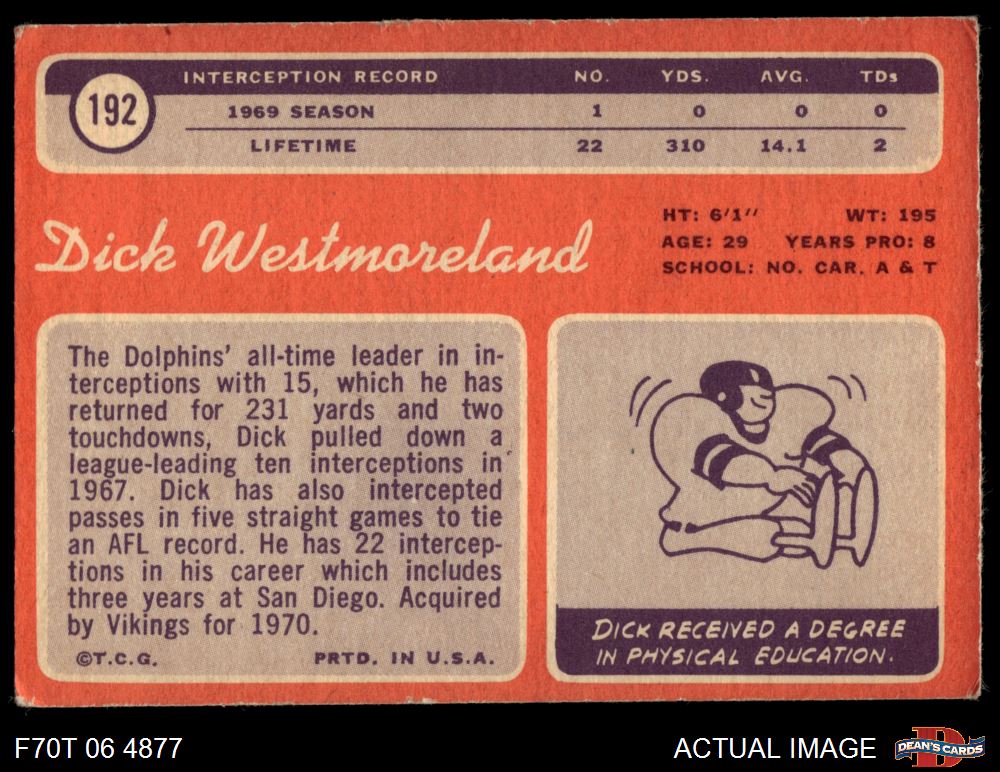 192
INTERCEPTION RECORD NO. YDS. AVG. TDs
1969 SEASON 1 0 0 0
LIFETIME 22 310 14.1 2
Dick Westmoreland
HT: 6'1'' WT: 195
AGE: 29 YEARS PRO: 8
SCHOOL: NO. CAR. A & T
The Dolphins' all-time leader in in-
terceptions with 15, which he has
returned for 231 yards and two
touchdowns, Dick pulled down a
league-leading ten interceptions in
1967. Dick has also intercepted
passes in five straight games to tie
an AFL record. He has 22 intercep-
tions in his career which includes
three years at San Diego. Acquired
by Vikings for 1970.
©T.C.G. PRTD. IN U.S.A.
DICK RECEIVED A DEGREE
IN PHYSICAL EDUCATION.
F70T 06 4877
ACTUAL IMAGE
D
DEAN'S CARDS